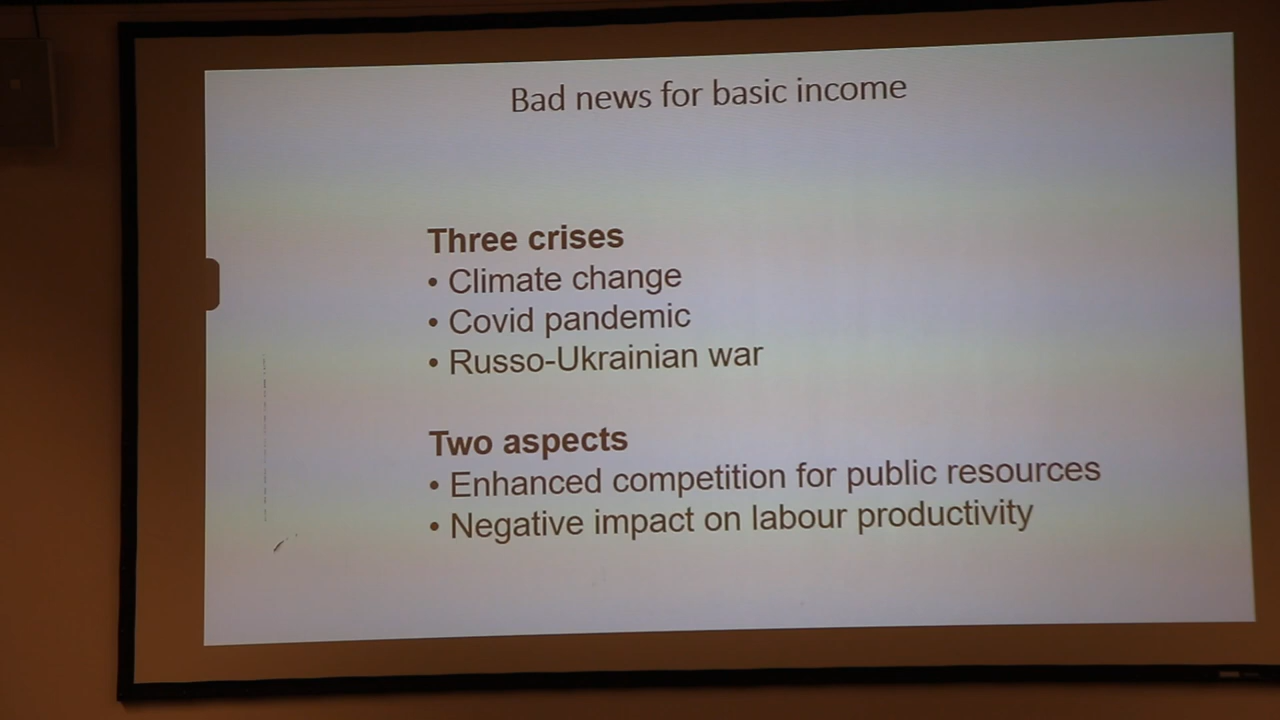 Bad news for basic income
Three crises
• Climate change
• Covid pandemic
• Russo-Ukrainian war
Two aspects
• Enhanced competition for public resources
• Negative impact on labour productivity